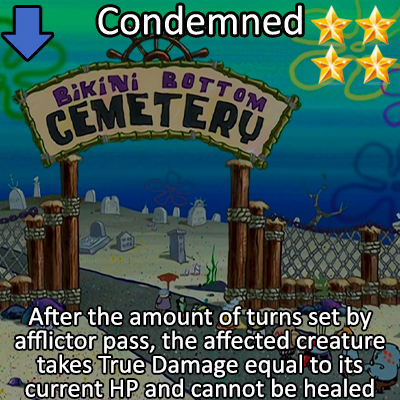 Condemned
BiKiNi BOTTOM
CEMETERY
After the amount of turns set by
afflictor pass, the affected creature
takes True Damage equal to its
current HP and cannot be healed